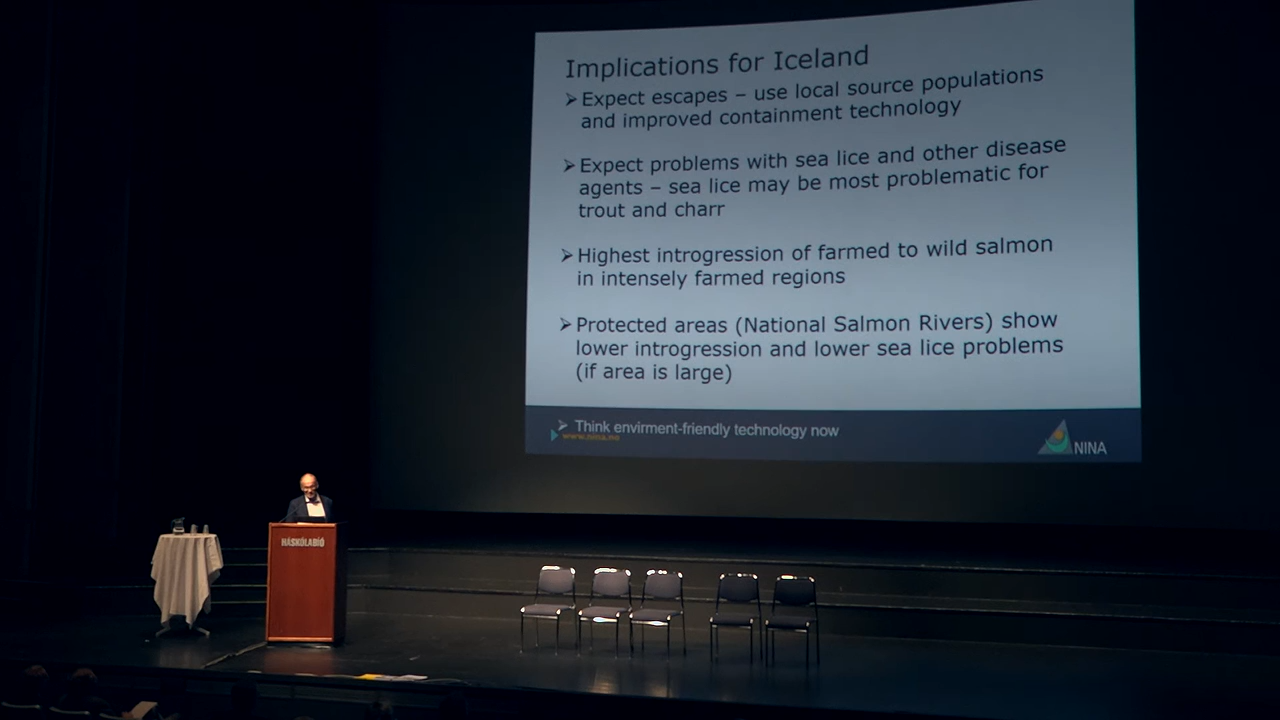 Implications for Iceland
➢ Expect escapes – use local source populations
and improved containment technology
➢ Expect problems with sea lice and other disease
agents – sea lice may be most problematic for
trout and charr
➢ Highest introgression of farmed to wild salmon
in intensely farmed regions
➢ Protected areas (National Salmon Rivers) show
lower introgression and lower sea lice problems
(if area is large)
➢ Think envirment-friendly technology now
www.nina.no
NINA
HÁSKÓLABÍÓ